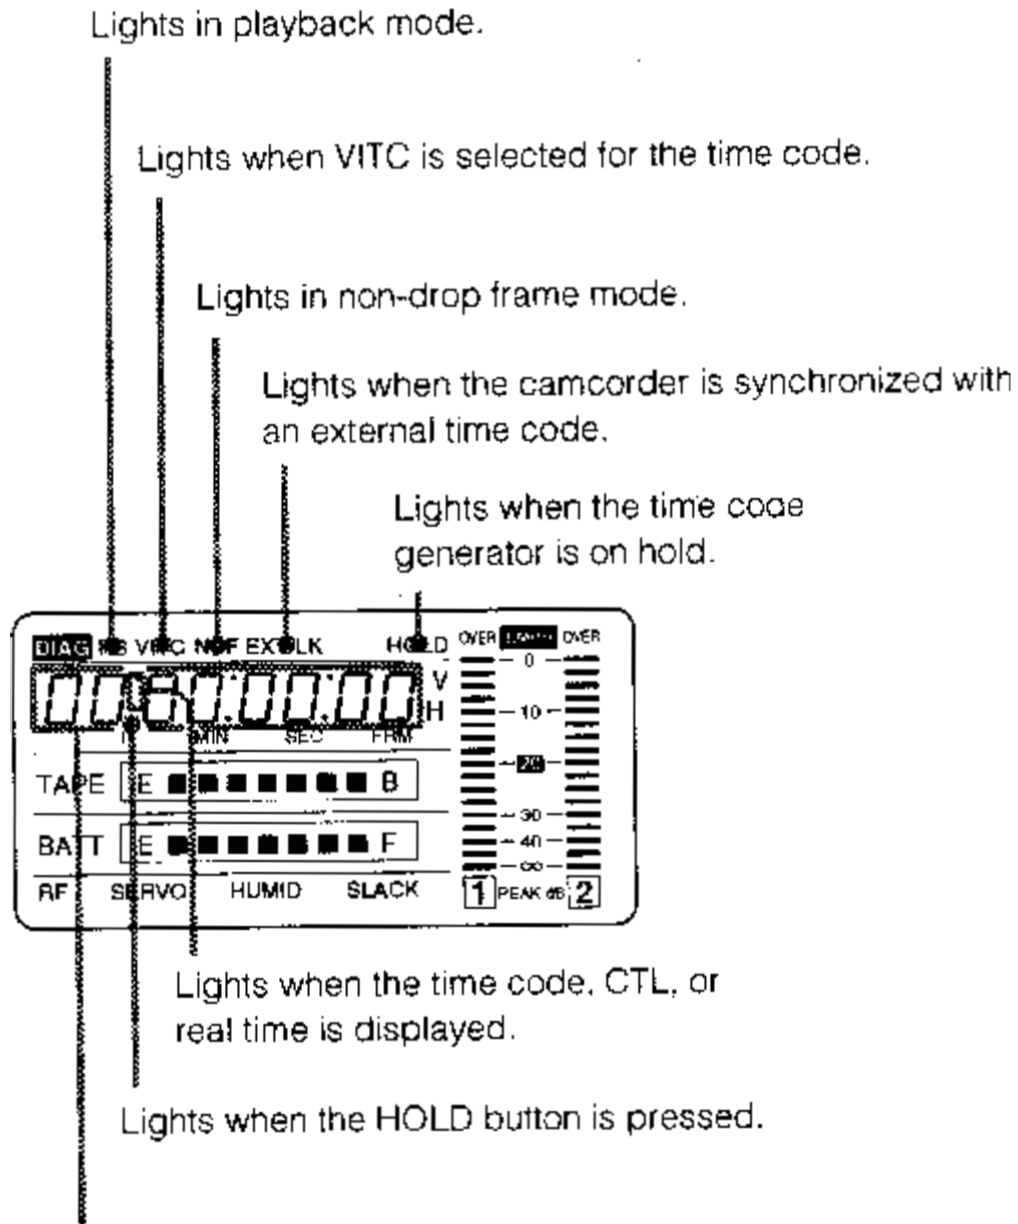 Lights in playback mode.
Lights when VITC is selected for the time code.
Lights in non-drop frame mode.
Lights when the camcorder is synchronized with
an external time code.
Lights when the time code
generator is on hold.
DIAG EX LK HOLD OVER OVER
0
V
H
10
MIN SEC FRM
20
TAPE E B
30
BATT E F
40
∞
RF SERVO HUMID SLACK 1 PEAK dB 2
Lights when the time code, CTL, or
real time is displayed.
Lights when the HOLD button is pressed.